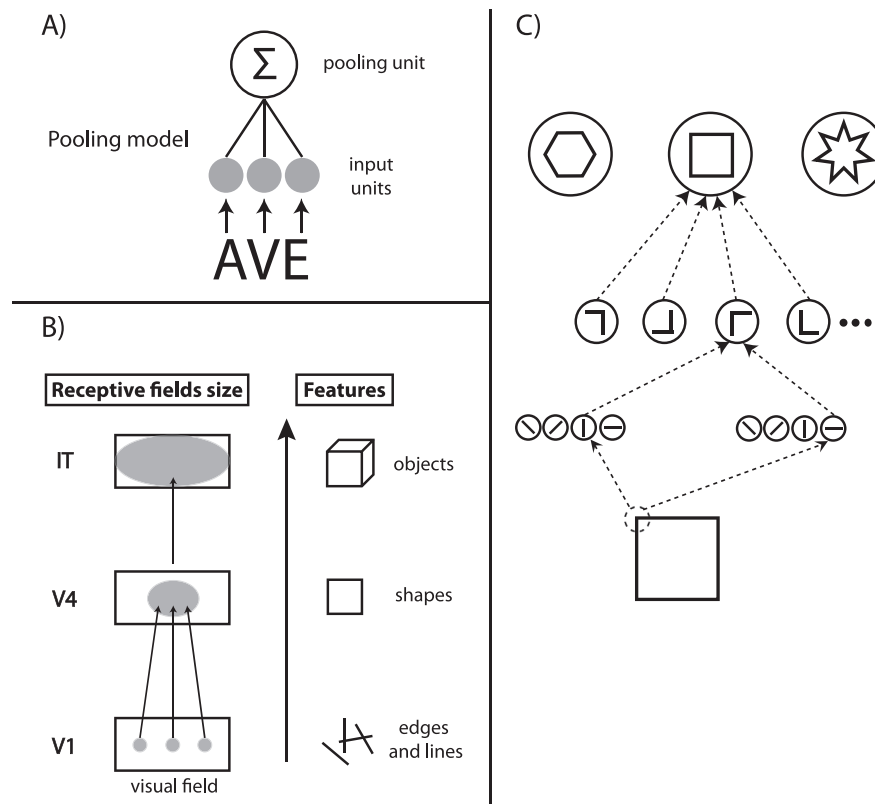 A)
Σ
pooling unit
Pooling model
input
units
AVE
B)
Receptive fields size
Features
IT
objects
V4
shapes
V1
edges
and lines
visual field
C)
•••